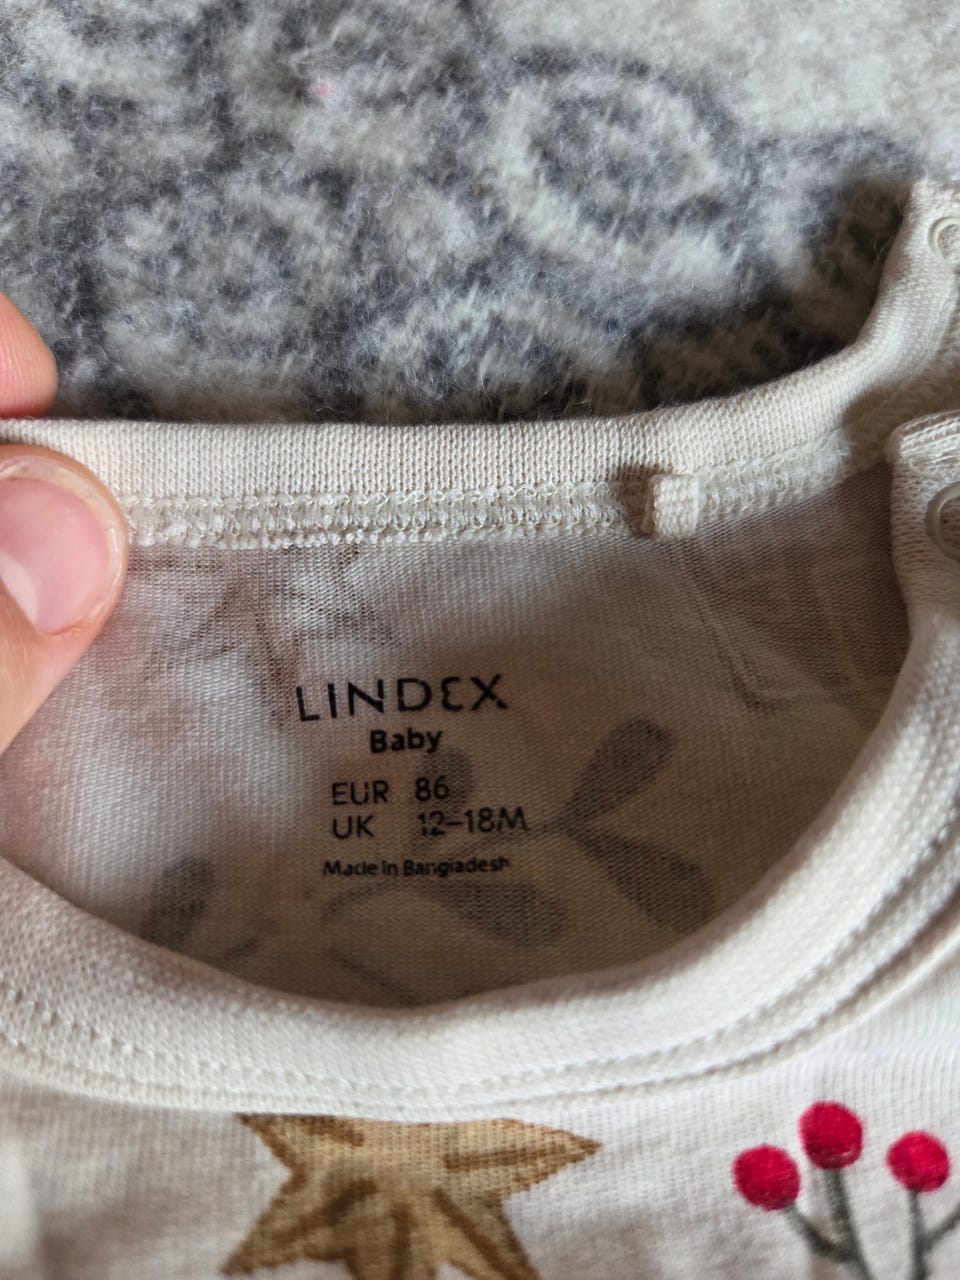 LINDEX
Baby
EUR 86
UK 12-18M
Made in Bangladesh